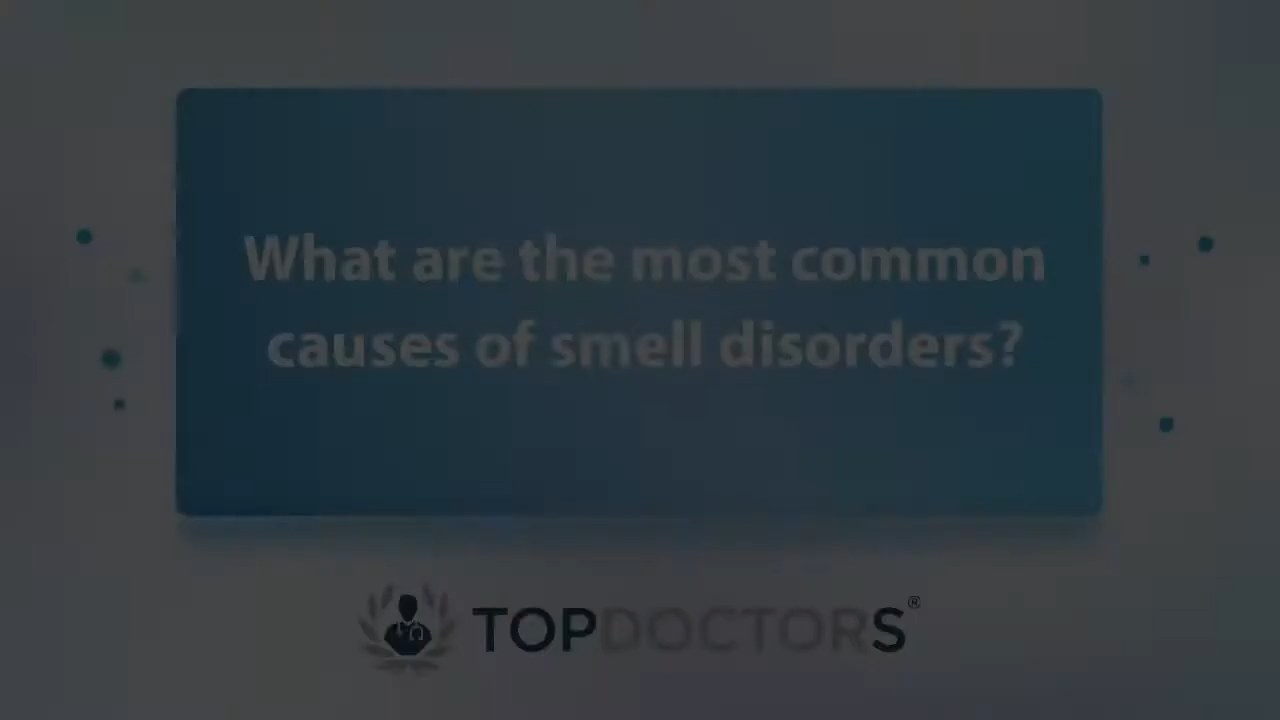 What are the most common
causes of smell disorders?
TOPDOCTORS®